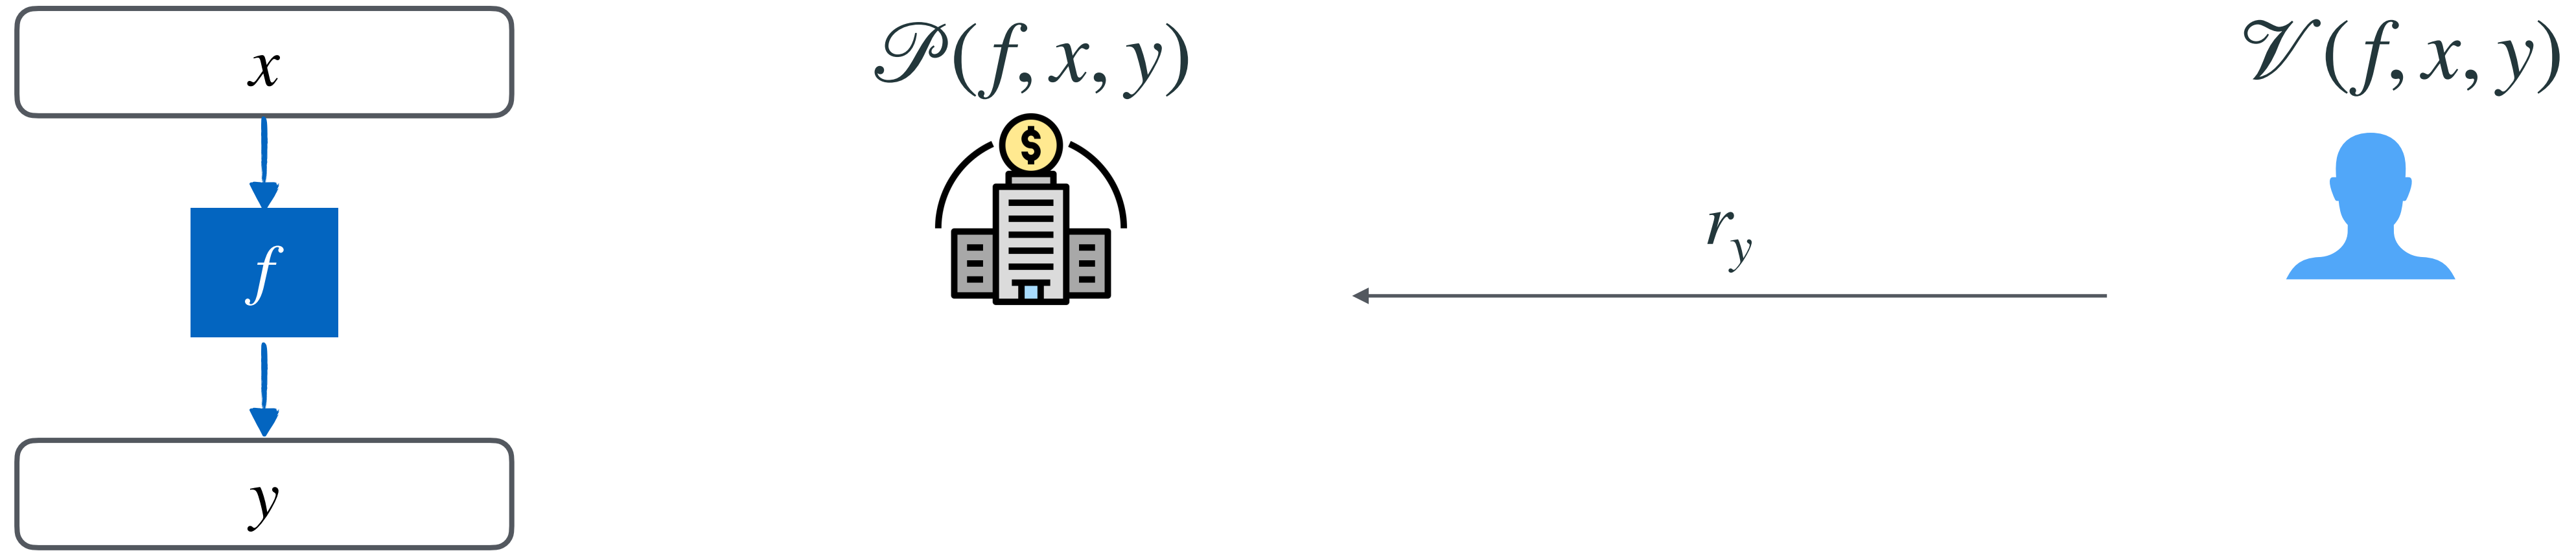 x
f
y
𝒫(f, x, y)
$
r_y
𝒱(f, x, y)